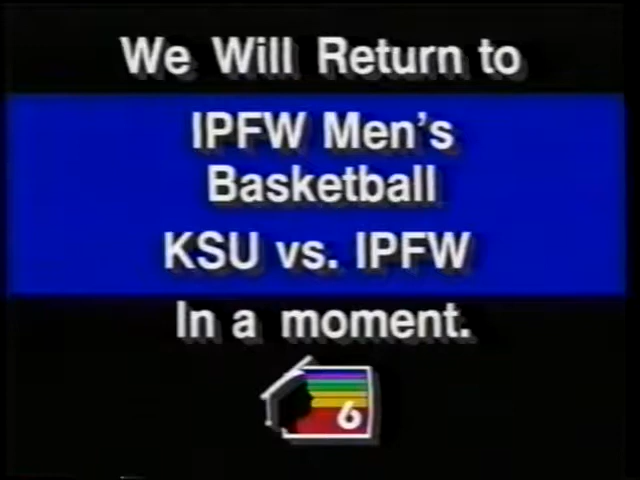 We Will Return to
IPFW Men's
Basketball
KSU vs. IPFW
In a moment.
6